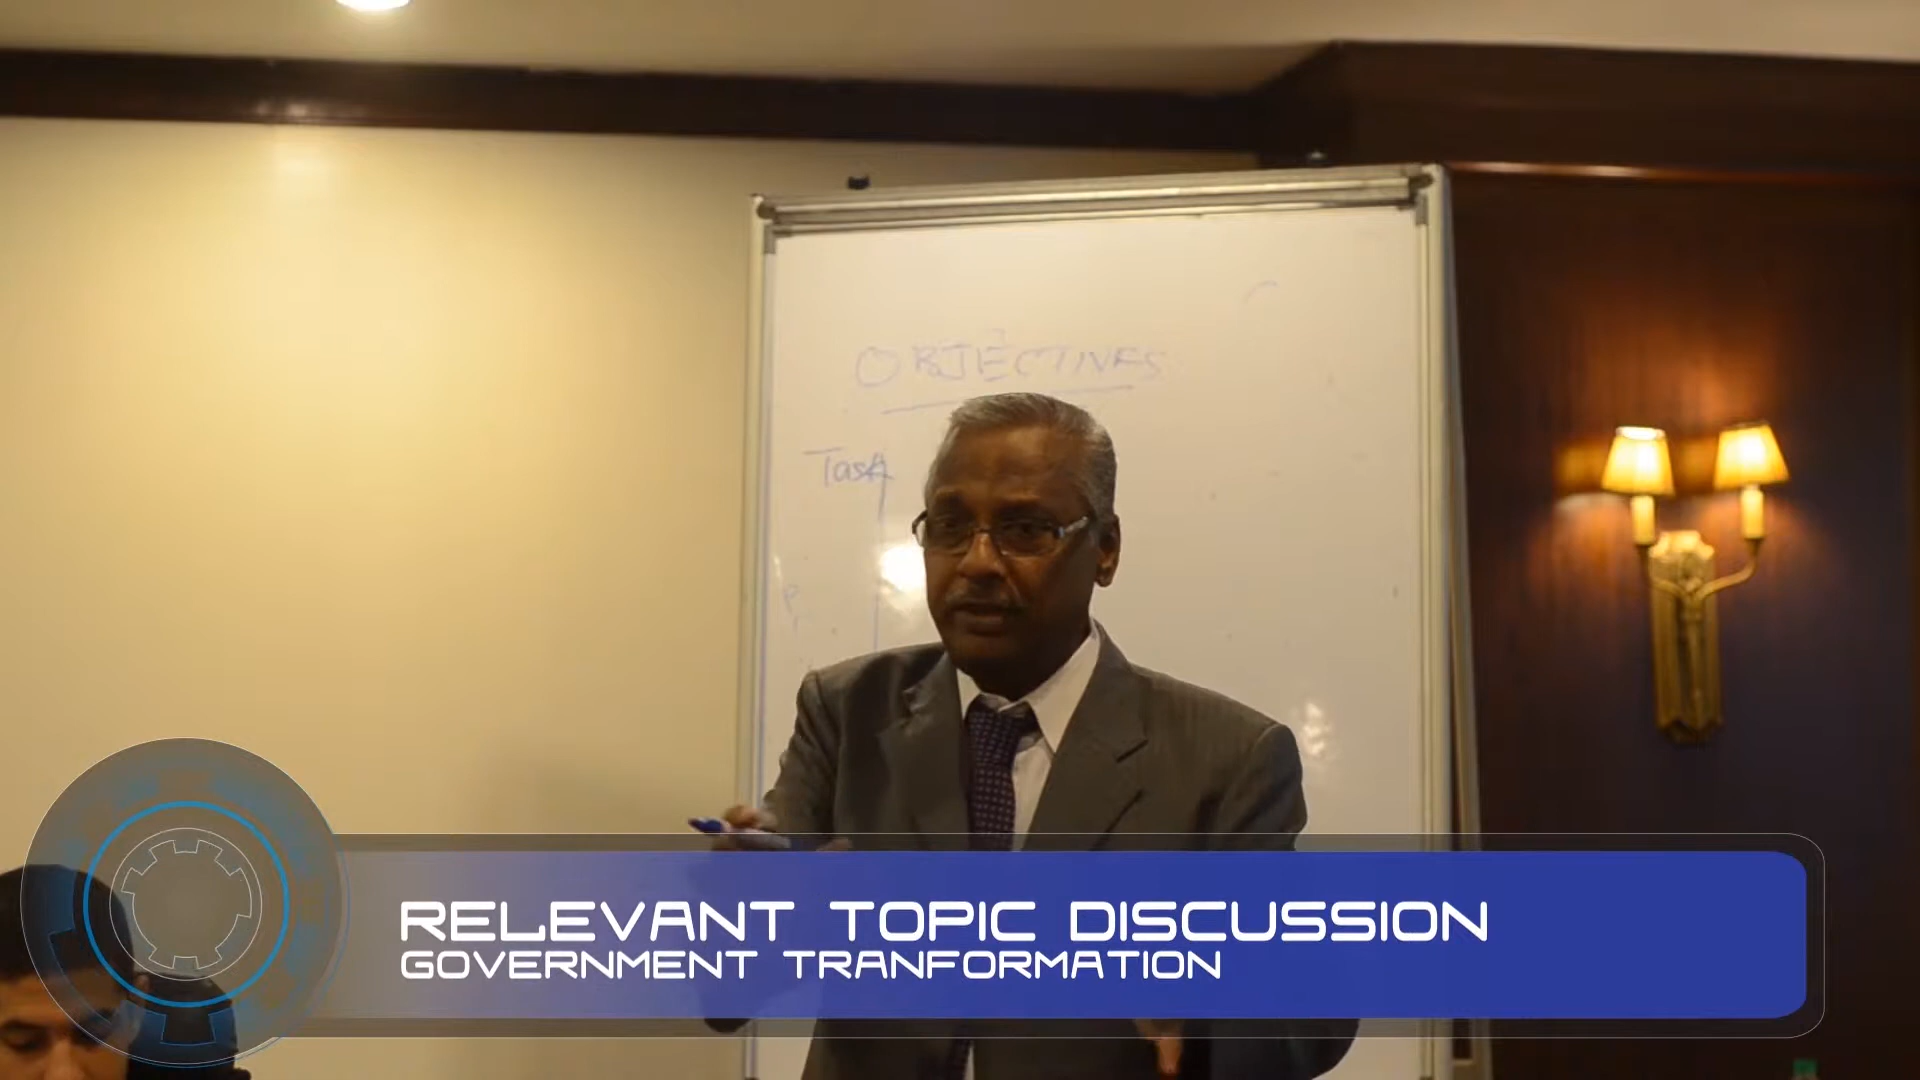 OBJECTIVES
Task
RELEVANT TOPIC DISCUSSION
GOVERNMENT TRANFORMATION